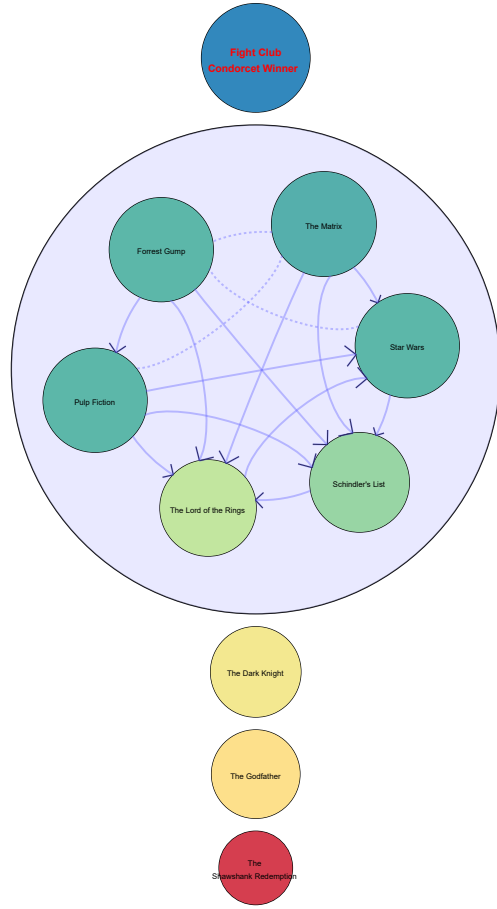 Fight Club
Condorcet Winner
The Matrix
Forrest Gump
Star Wars
Pulp Fiction
Schindler's List
The Lord of the Rings
The Dark Knight
The Godfather
The
Shawshank Redemption